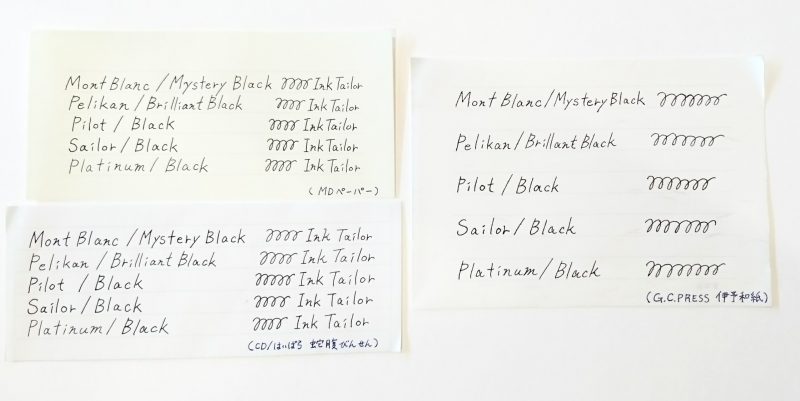 Mont Blanc / Mystery Black Ink Tailor
Pelikan / Brilliant Black Ink Tailor
Pilot / Black Ink Tailor
Sailor / Black Ink Tailor
Platinum / Black Ink Tailor
(MDペーパー)
Mont Blanc / Mystery Black Ink Tailor
Pelikan / Brilliant Black Ink Tailor
Pilot / Black Ink Tailor
Sailor / Black Ink Tailor
Platinum / Black Ink Tailor
(CD/はいばら 蛇腹びんせん)
Mont Blanc / Mystery Black
Pelikan / Brillant Black
Pilot / Black
Sailor / Black
Platinum / Black
(G.C.PRESS 伊予和紙)